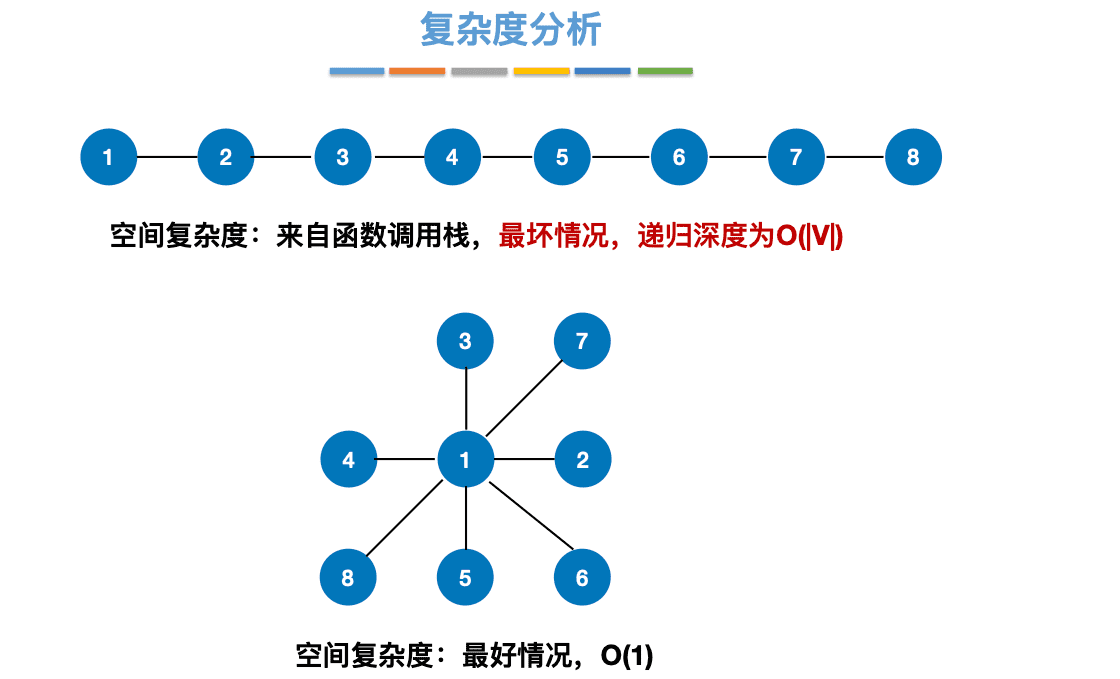 复杂度分析
1 2 3 4 5 6 7 8
空间复杂度：来自函数调用栈，最坏情况，递归深度为O(|V|)
3 7
4 1 2
8 5 6
空间复杂度：最好情况，O(1)